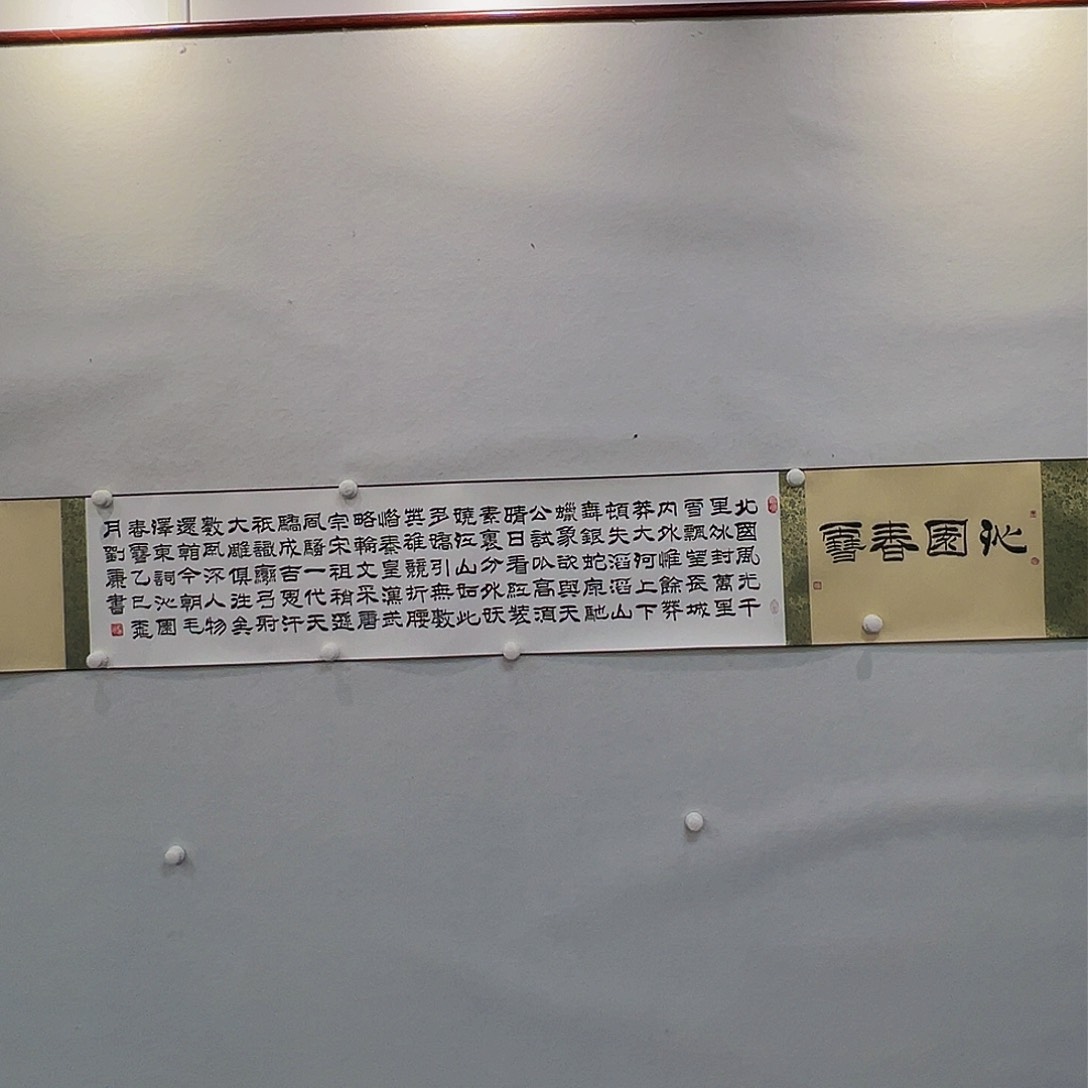 沁園春雪
北國風光千
里冰封萬里
雪飄望長城
內外惟餘莽
莽大河上下
頓失滔滔山
舞銀蛇原馳
蠟象欲與天
公試比高須
晴日看紅裝
素裹分外妖
嬈江山如此
多嬌引無數
英雄競折腰
惜秦皇漢武
略輸文采唐
宗宋祖稍遜
風騷一代天
驕成吉思汗
祇識彎弓射
大雕俱往矣
數風流人物
還看今朝毛
澤東詞沁園
春雪乙巳
月劉書